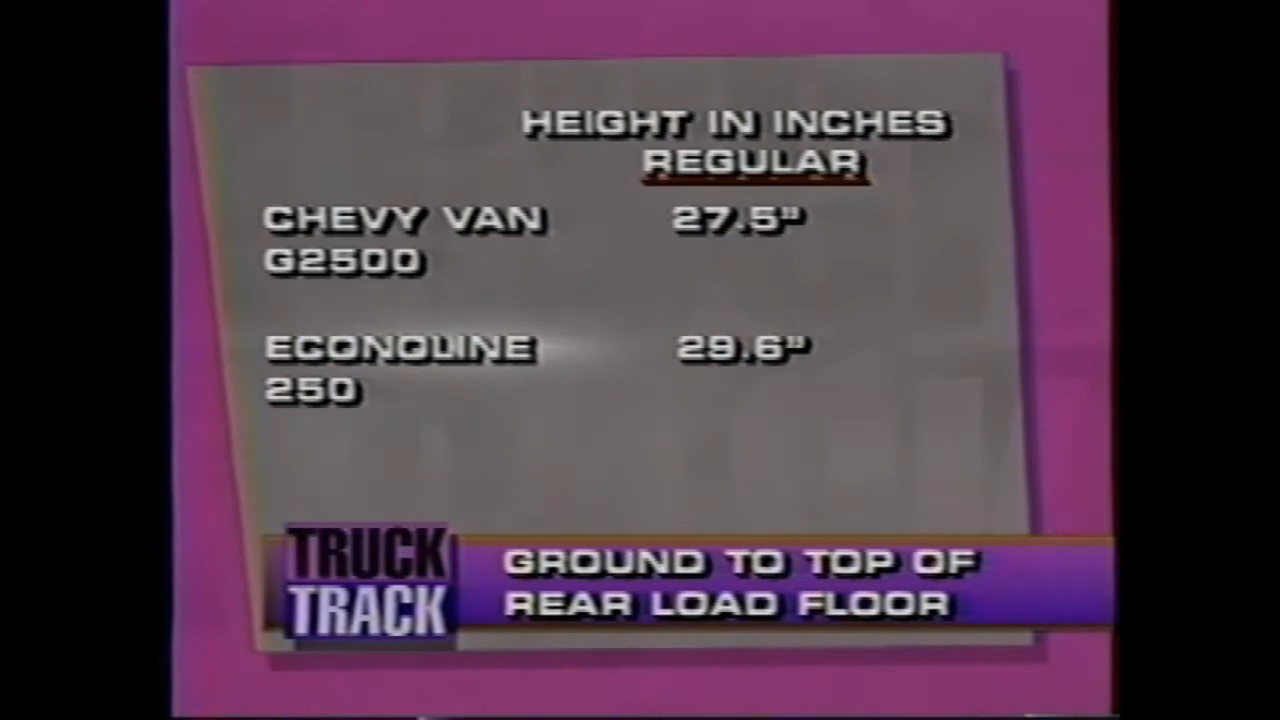 HEIGHT IN INCHES
REGULAR
CHEVY VAN 27.5"
G2500
ECONOLINE 29.6"
250
TRUCK
TRACK
GROUND TO TOP OF
REAR LOAD FLOOR